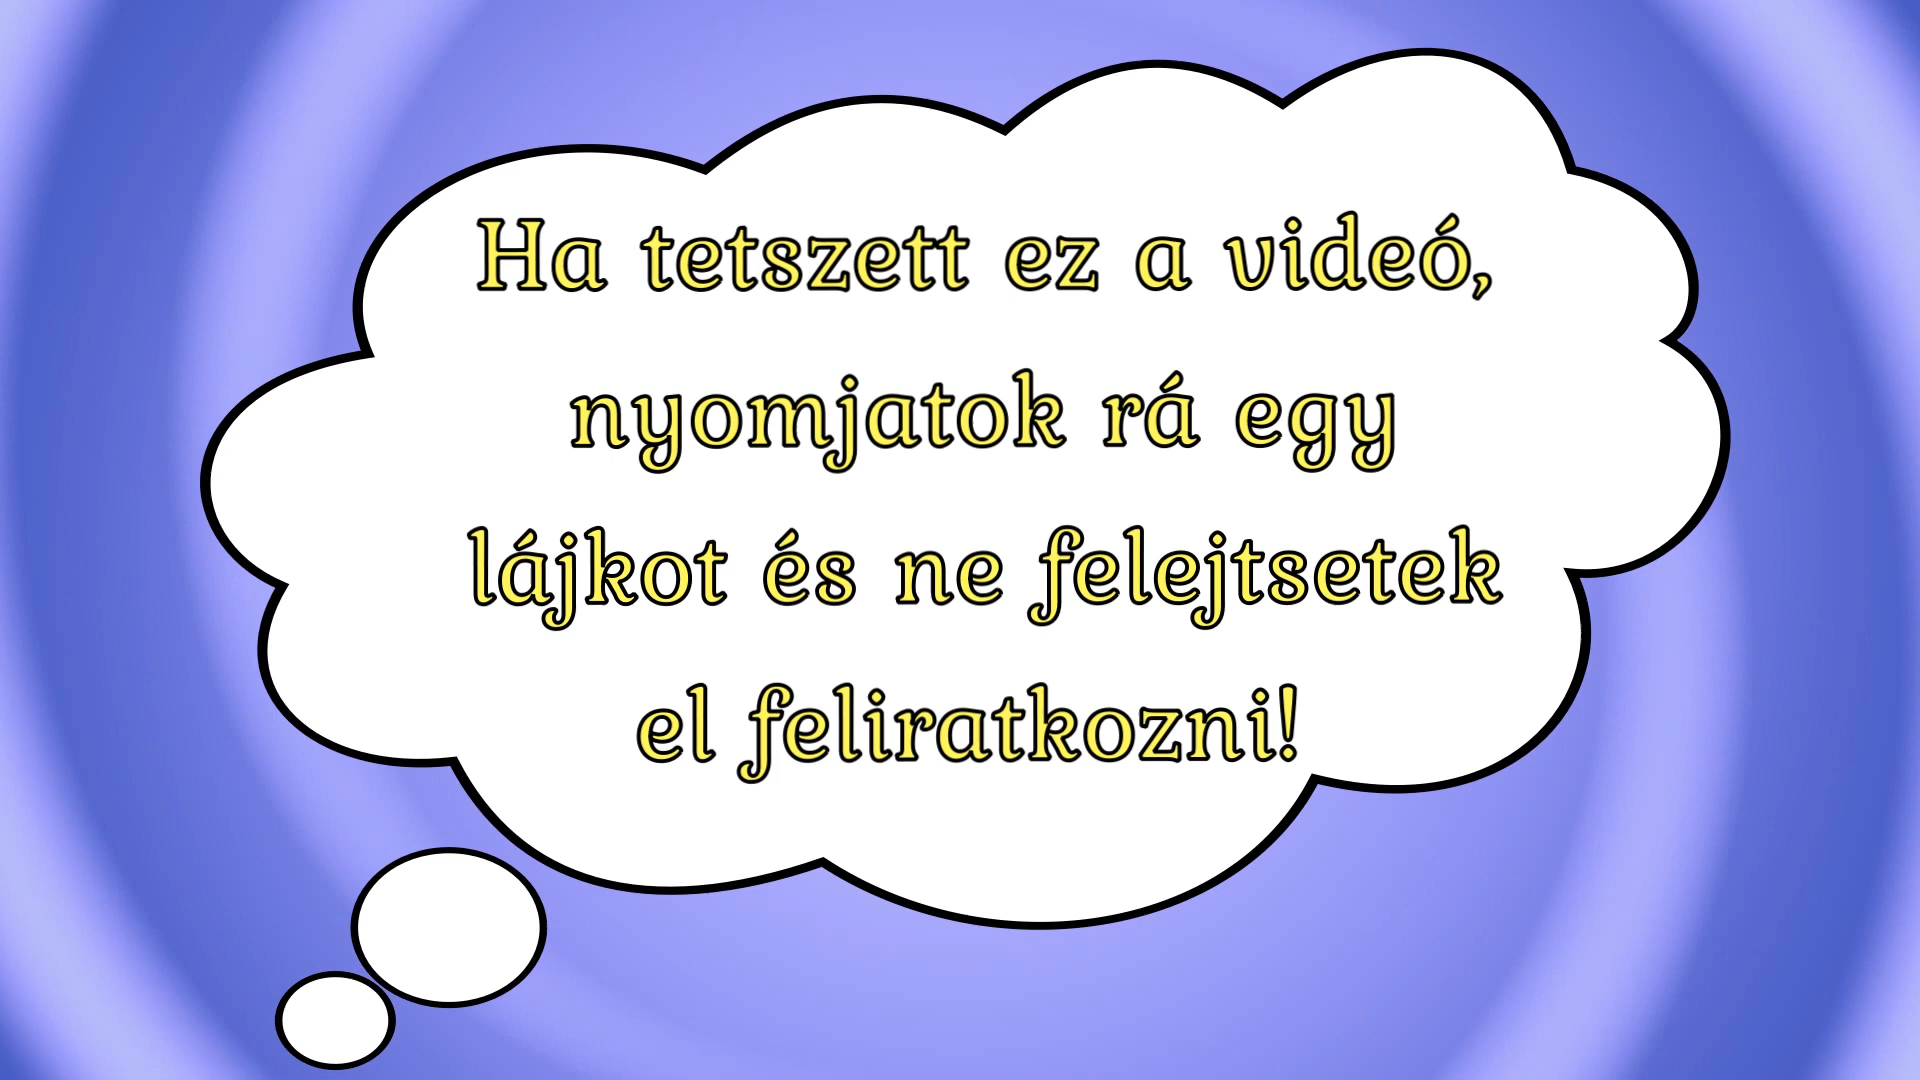 Ha tetszett ez a videó,
nyomjatok rá egy
lájkot és ne felejtsetek
el feliratkozni!